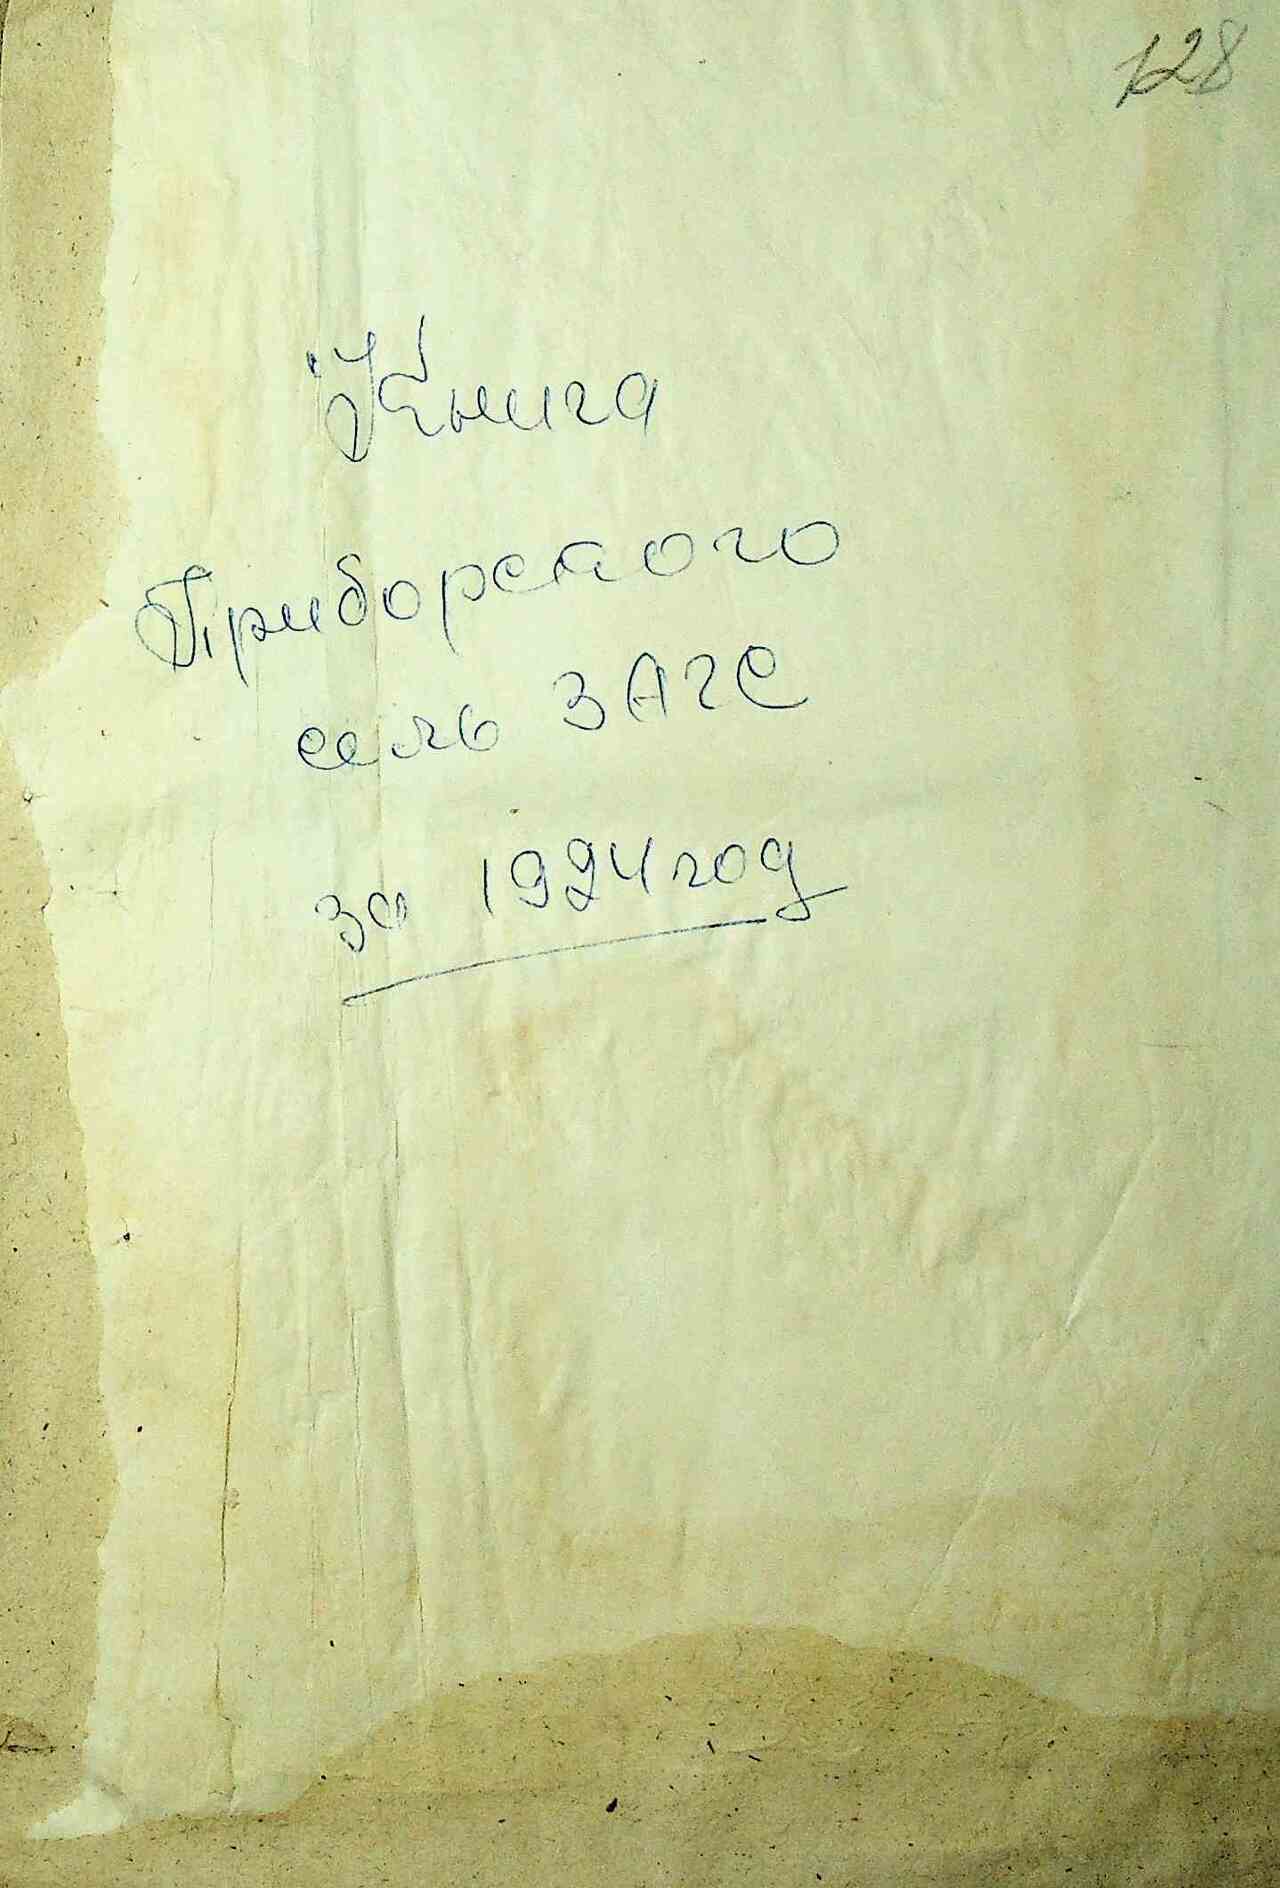 128
Книга
Приборского
сель ЗАГС
за 1924 год